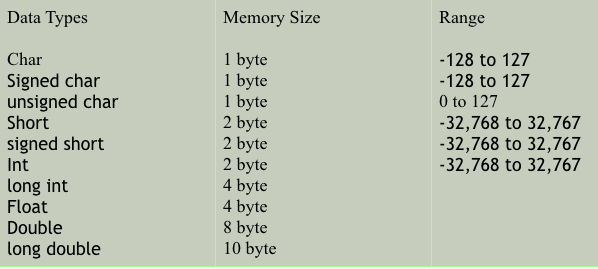 Data Types Memory Size Range
Char 1 byte -128 to 127
Signed char 1 byte -128 to 127
unsigned char 1 byte 0 to 127
Short 2 byte -32,768 to 32,767
signed short 2 byte -32,768 to 32,767
Int 2 byte -32,768 to 32,767
long int 4 byte
Float 4 byte
Double 8 byte
long double 10 byte